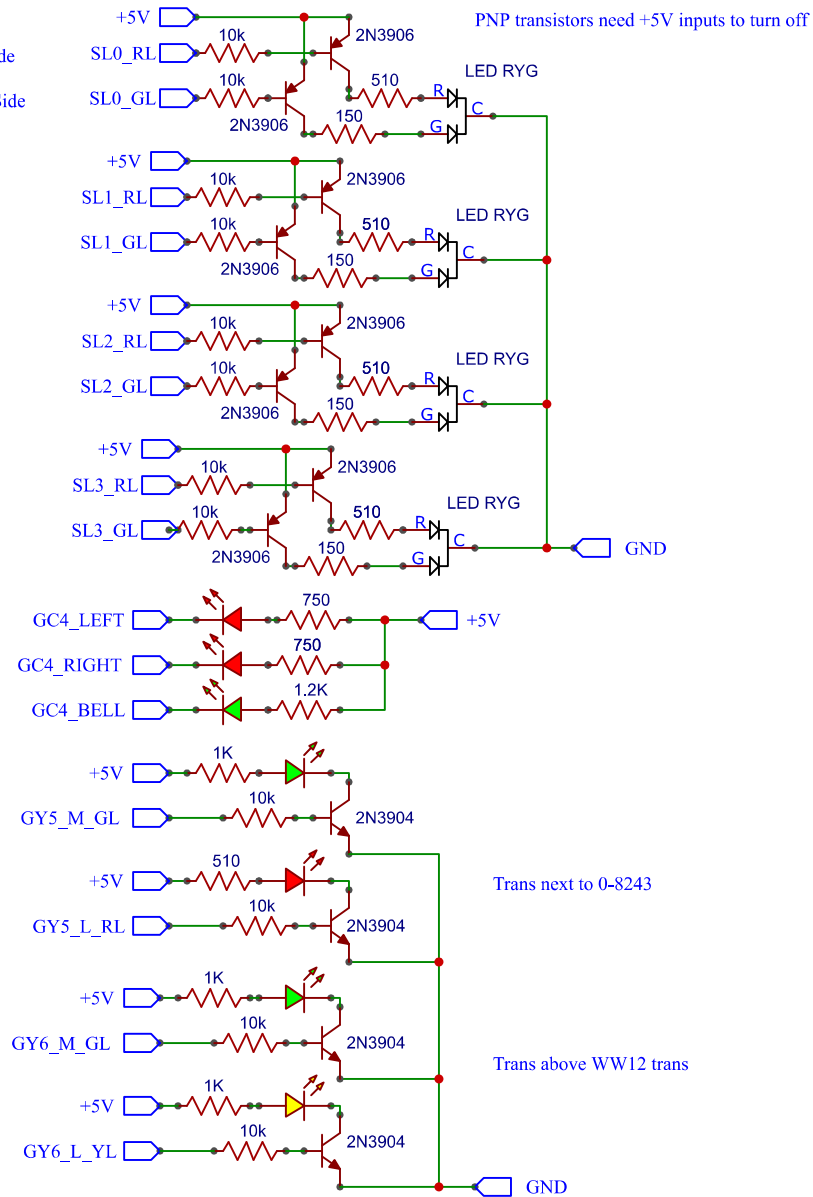 +5V
2N3906
PNP transistors need +5V inputs to turn off
SL0_RL
10k
de
SL0_GL
10k
510
LED RYG
R
C
Side
2N3906
150
G
+5V
2N3906
SL1_RL
10k
SL1_GL
10k
510
LED RYG
R
C
2N3906
150
G
+5V
2N3906
SL2_RL
10k
SL2_GL
10k
510
LED RYG
R
C
2N3906
150
G
+5V
2N3906
SL3_RL
10k
SL3_GL
10k
510
LED RYG
R
C
2N3906
150
G
GND
GC4_LEFT
750
+5V
GC4_RIGHT
750
GC4_BELL
1.2K
+5V
1K
GY5_M_GL
10k
2N3904
+5V
510
Trans next to 0-8243
GY5_L_RL
10k
2N3904
+5V
1K
GY6_M_GL
10k
2N3904
Trans above WW12 trans
+5V
1K
GY6_L_YL
10k
2N3904
GND